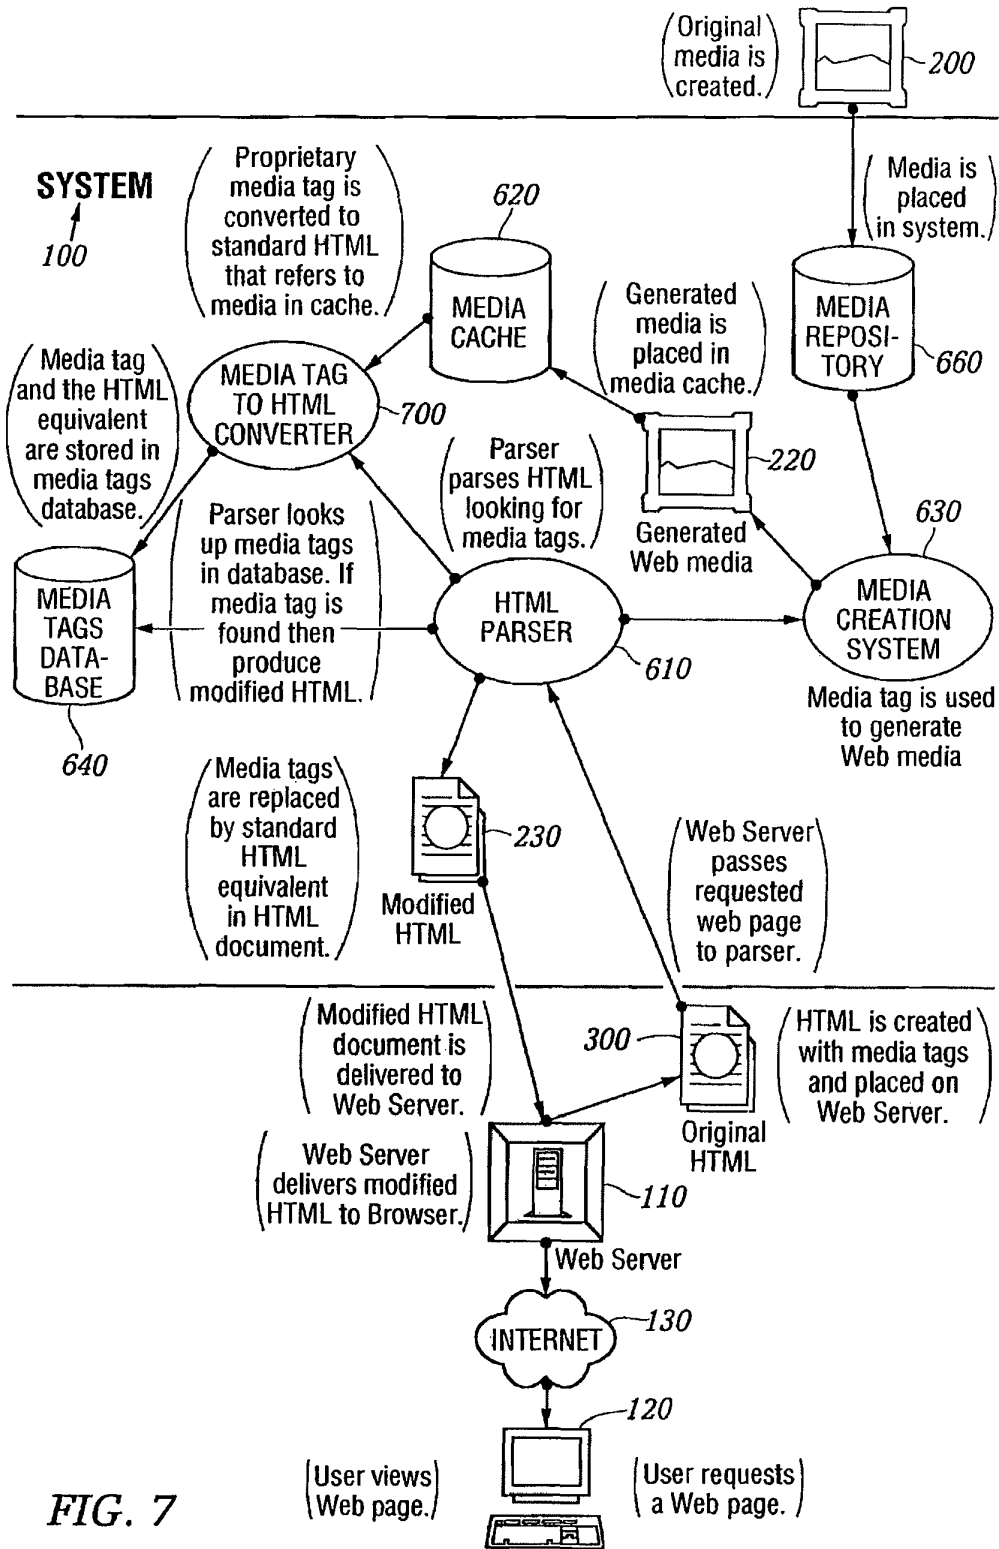 (Original
media is
created.)
200
SYSTEM
100
(Proprietary
media tag is
converted to
standard HTML
that refers to
media in cache.)
620
MEDIA
CACHE
(Media is
placed
in system.)
MEDIA
REPOSI-
TORY
660
(Generated
media is
placed in
media cache.)
(Media tag
and the HTML
equivalent
are stored in
media tags
database.)
MEDIA TAG
TO HTML
CONVERTER
700
(Parser
parses HTML
looking for
media tags.)
220
Generated
Web media
630
MEDIA
CREATION
SYSTEM
Media tag is used
to generate
Web media
(Parser looks
up media tags
in database. If
media tag is
found then
produce
modified HTML.)
MEDIA
TAGS
DATA-
BASE
640
HTML
PARSER
610
(Media tags
are replaced
by standard
HTML
equivalent
in HTML
document.)
230
Modified
HTML
(Web Server
passes
requested
web page
to parser.)
(Modified HTML
document is
delivered to
Web Server.)
300
Original
HTML
(HTML is created
with media tags
and placed on
Web Server.)
(Web Server
delivers modified
HTML to Browser.)
110
Web Server
INTERNET
130
120
(User views
Web page.)
(User requests
a Web page.)
FIG. 7